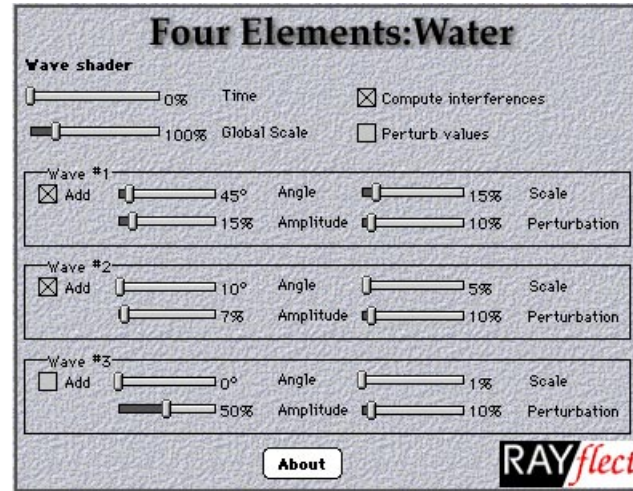 Four Elements:Water
Wave shader
0% Time Compute interferences
100% Global Scale Perturb values
Wave #1
Add 45° Angle 15% Scale
15% Amplitude 10% Perturbation
Wave #2
Add 10° Angle 5% Scale
7% Amplitude 10% Perturbation
Wave #3
Add 0° Angle 1% Scale
50% Amplitude 10% Perturbation
About
RAYflect